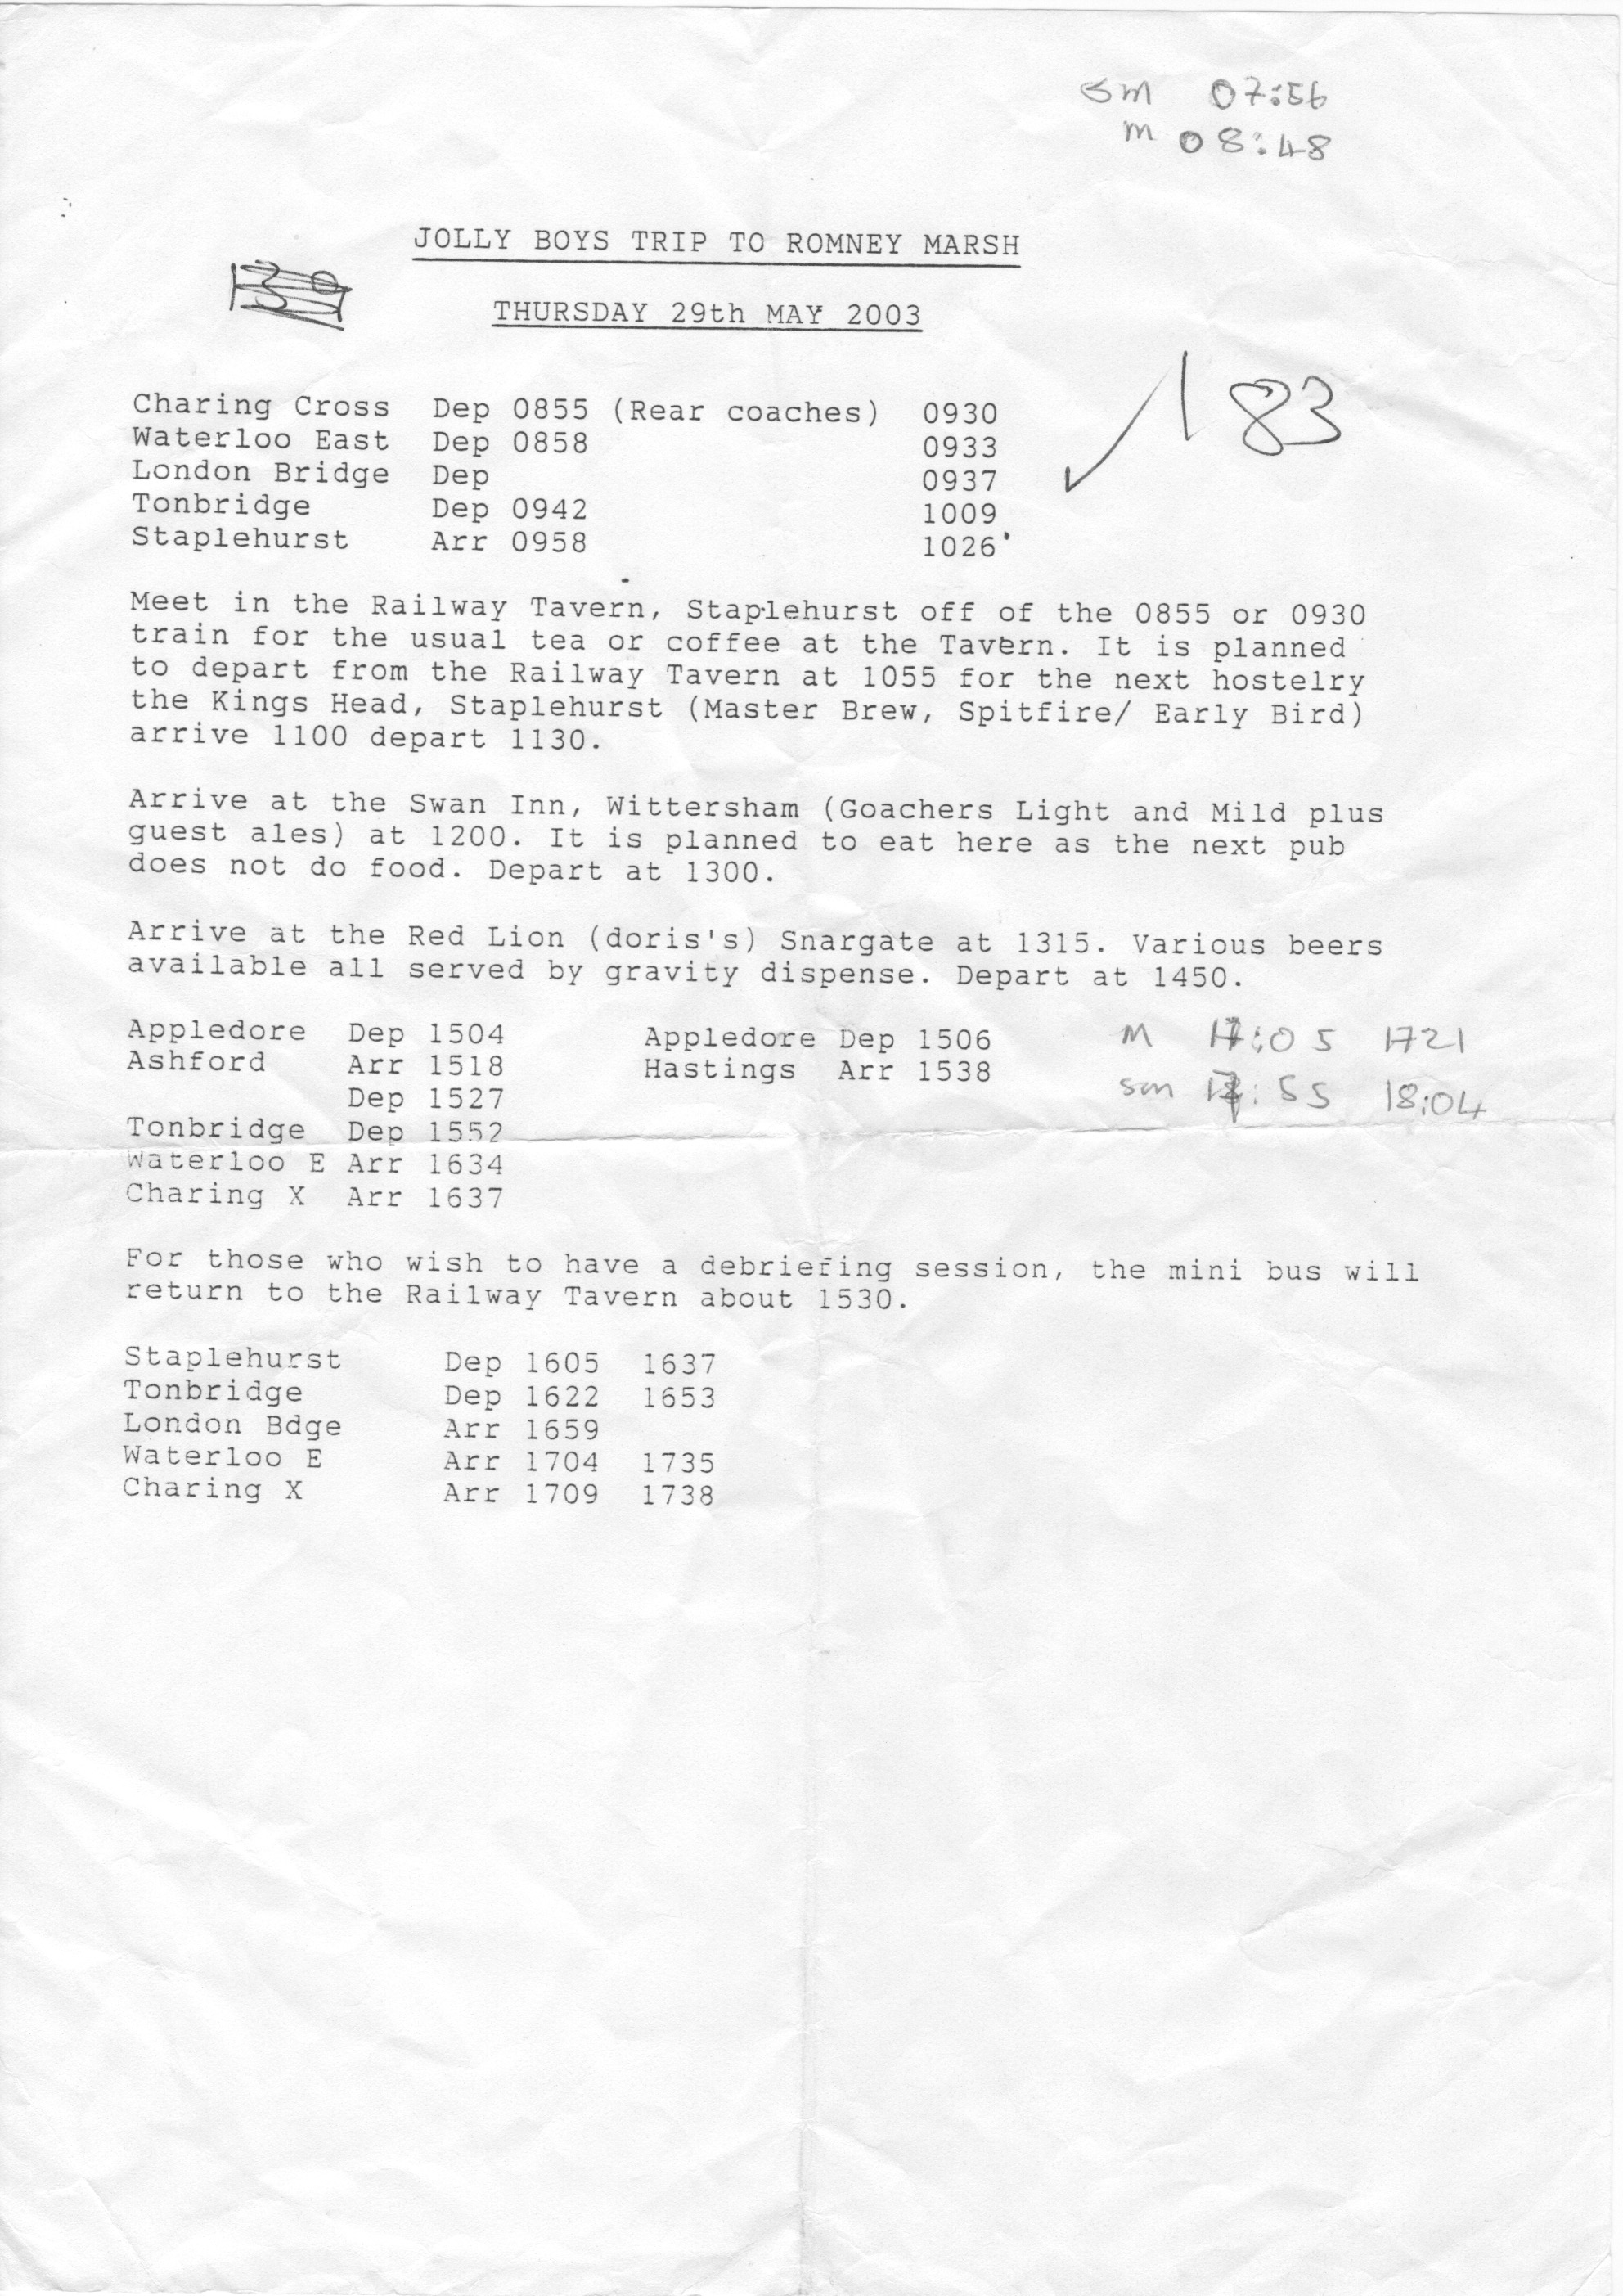 sm 07:56
m 08:48
JOLLY BOYS TRIP TO ROMNEY MARSH
139
THURSDAY 29th MAY 2003
183
Charing Cross Dep 0855 (Rear coaches) 0930
Waterloo East Dep 0858 0933
London Bridge Dep 0937
Tonbridge Dep 0942 1009
Staplehurst Arr 0958 1026
Meet in the Railway Tavern, Staplehurst off of the 0855 or 0930
train for the usual tea or coffee at the Tavern. It is planned
to depart from the Railway Tavern at 1055 for the next hostelry
the Kings Head, Staplehurst (Master Brew, Spitfire/ Early Bird)
arrive 1100 depart 1130.
Arrive at the Swan Inn, Wittersham (Goachers Light and Mild plus
guest ales) at 1200. It is planned to eat here as the next pub
does not do food. Depart at 1300.
Arrive at the Red Lion (doris's) Snargate at 1315. Various beers
available all served by gravity dispense. Depart at 1450.
Appledore Dep 1504 Appledore Dep 1506 M 17:05 1721
Ashford Arr 1518 Hastings Arr 1538
Dep 1527 sm :55 18:04
Tonbridge Dep 1552
Waterloo E Arr 1634
Charing X Arr 1637
For those who wish to have a debriefing session, the mini bus will
return to the Railway Tavern about 1530.
Staplehurst Dep 1605 1637
Tonbridge Dep 1622 1653
London Bdge Arr 1659
Waterloo E Arr 1704 1735
Charing X Arr 1709 1738